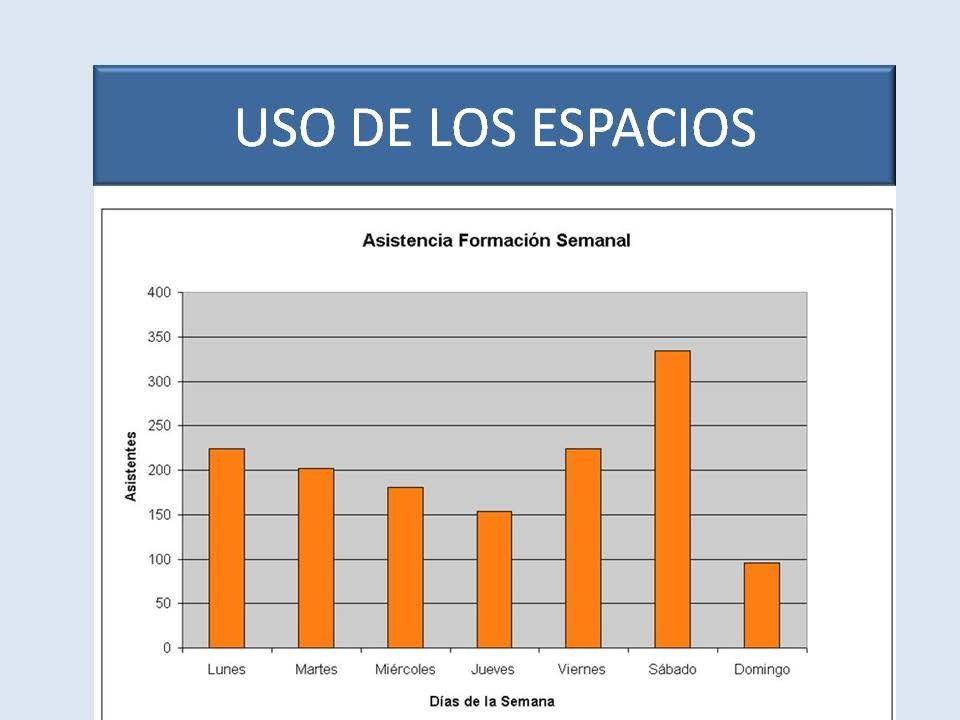 USO DE LOS ESPACIOS
Asistencia Formación Semanal
400
350
300
250
200
150
100
50
0
Asistentes
Lunes Martes Miércoles Jueves Viernes Sábado Domingo
Días de la Semana